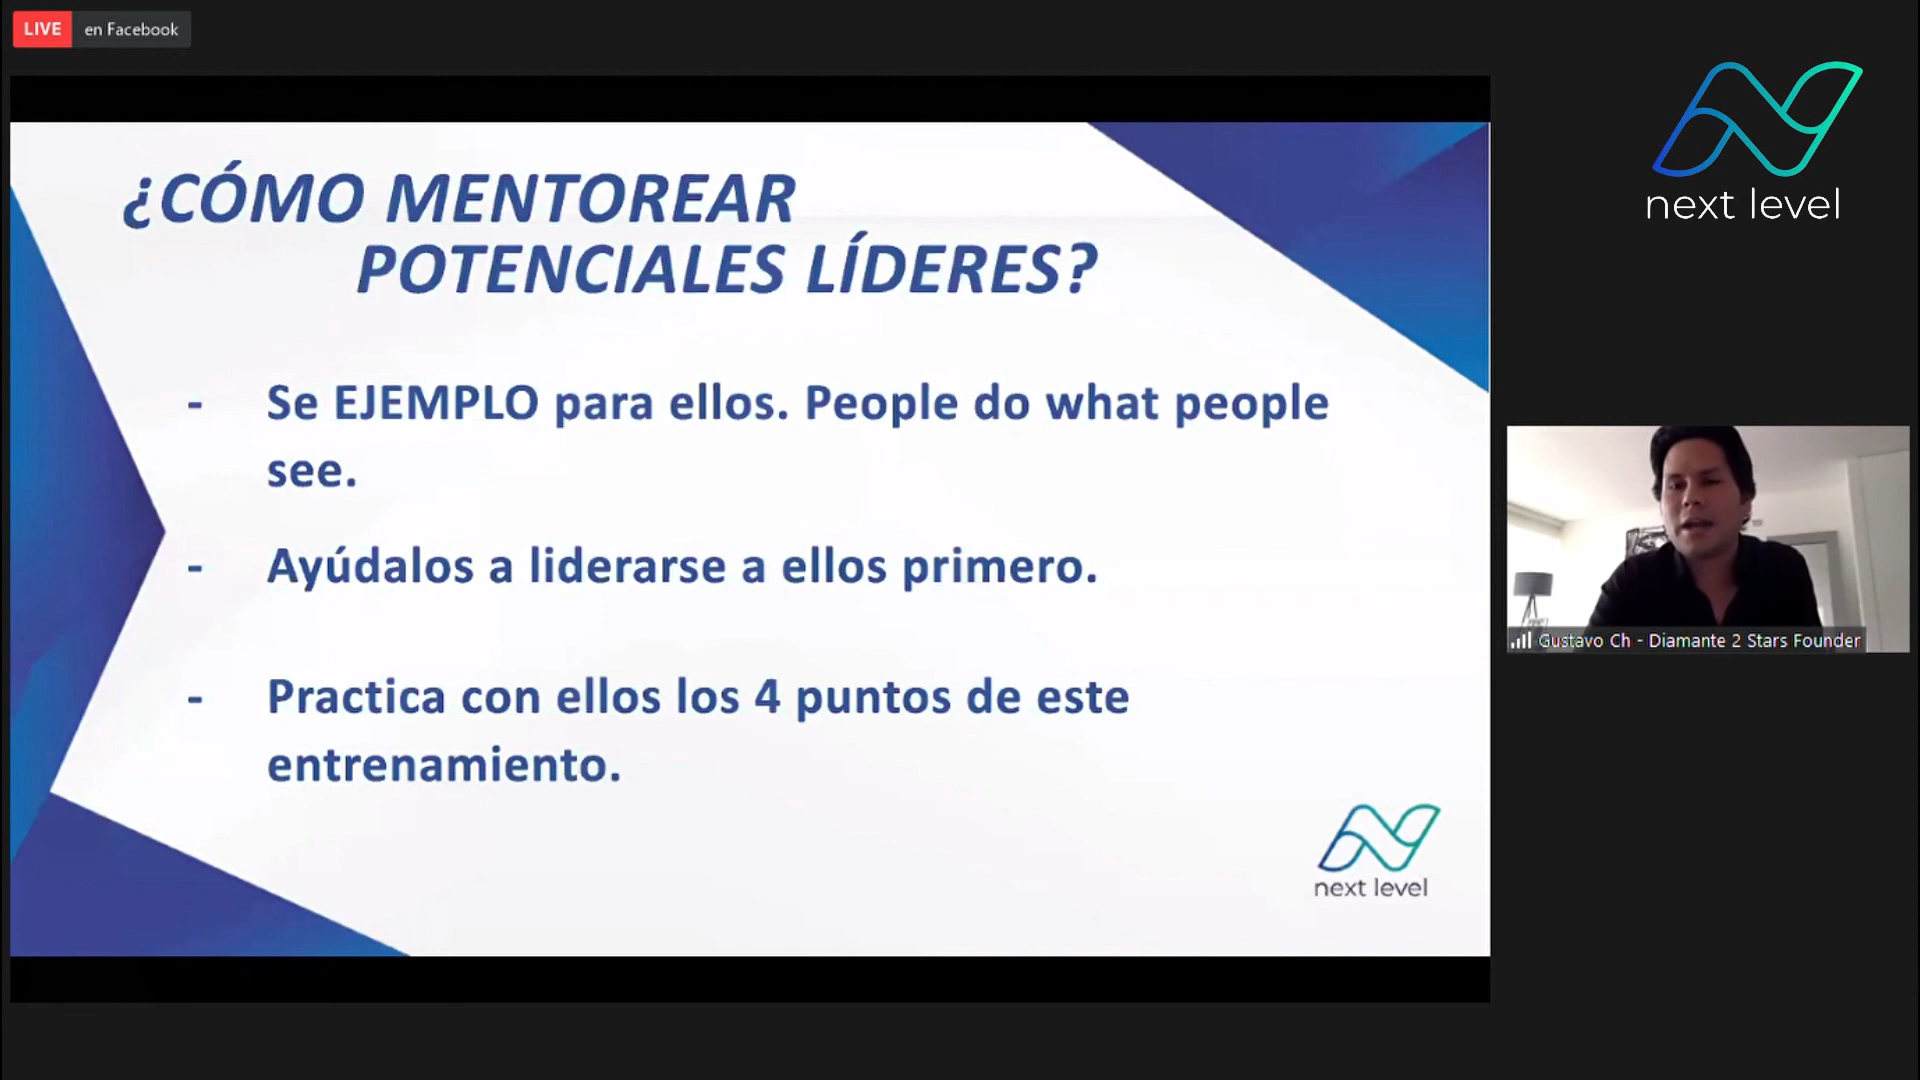 LIVE en Facebook
next level
¿CÓMO MENTOREAR
POTENCIALES LÍDERES?
- Se EJEMPLO para ellos. People do what people
see.
- Ayúdalos a liderarse a ellos primero.
- Practica con ellos los 4 puntos de este
entrenamiento.
next level
Gustavo Ch - Diamante 2 Stars Founder